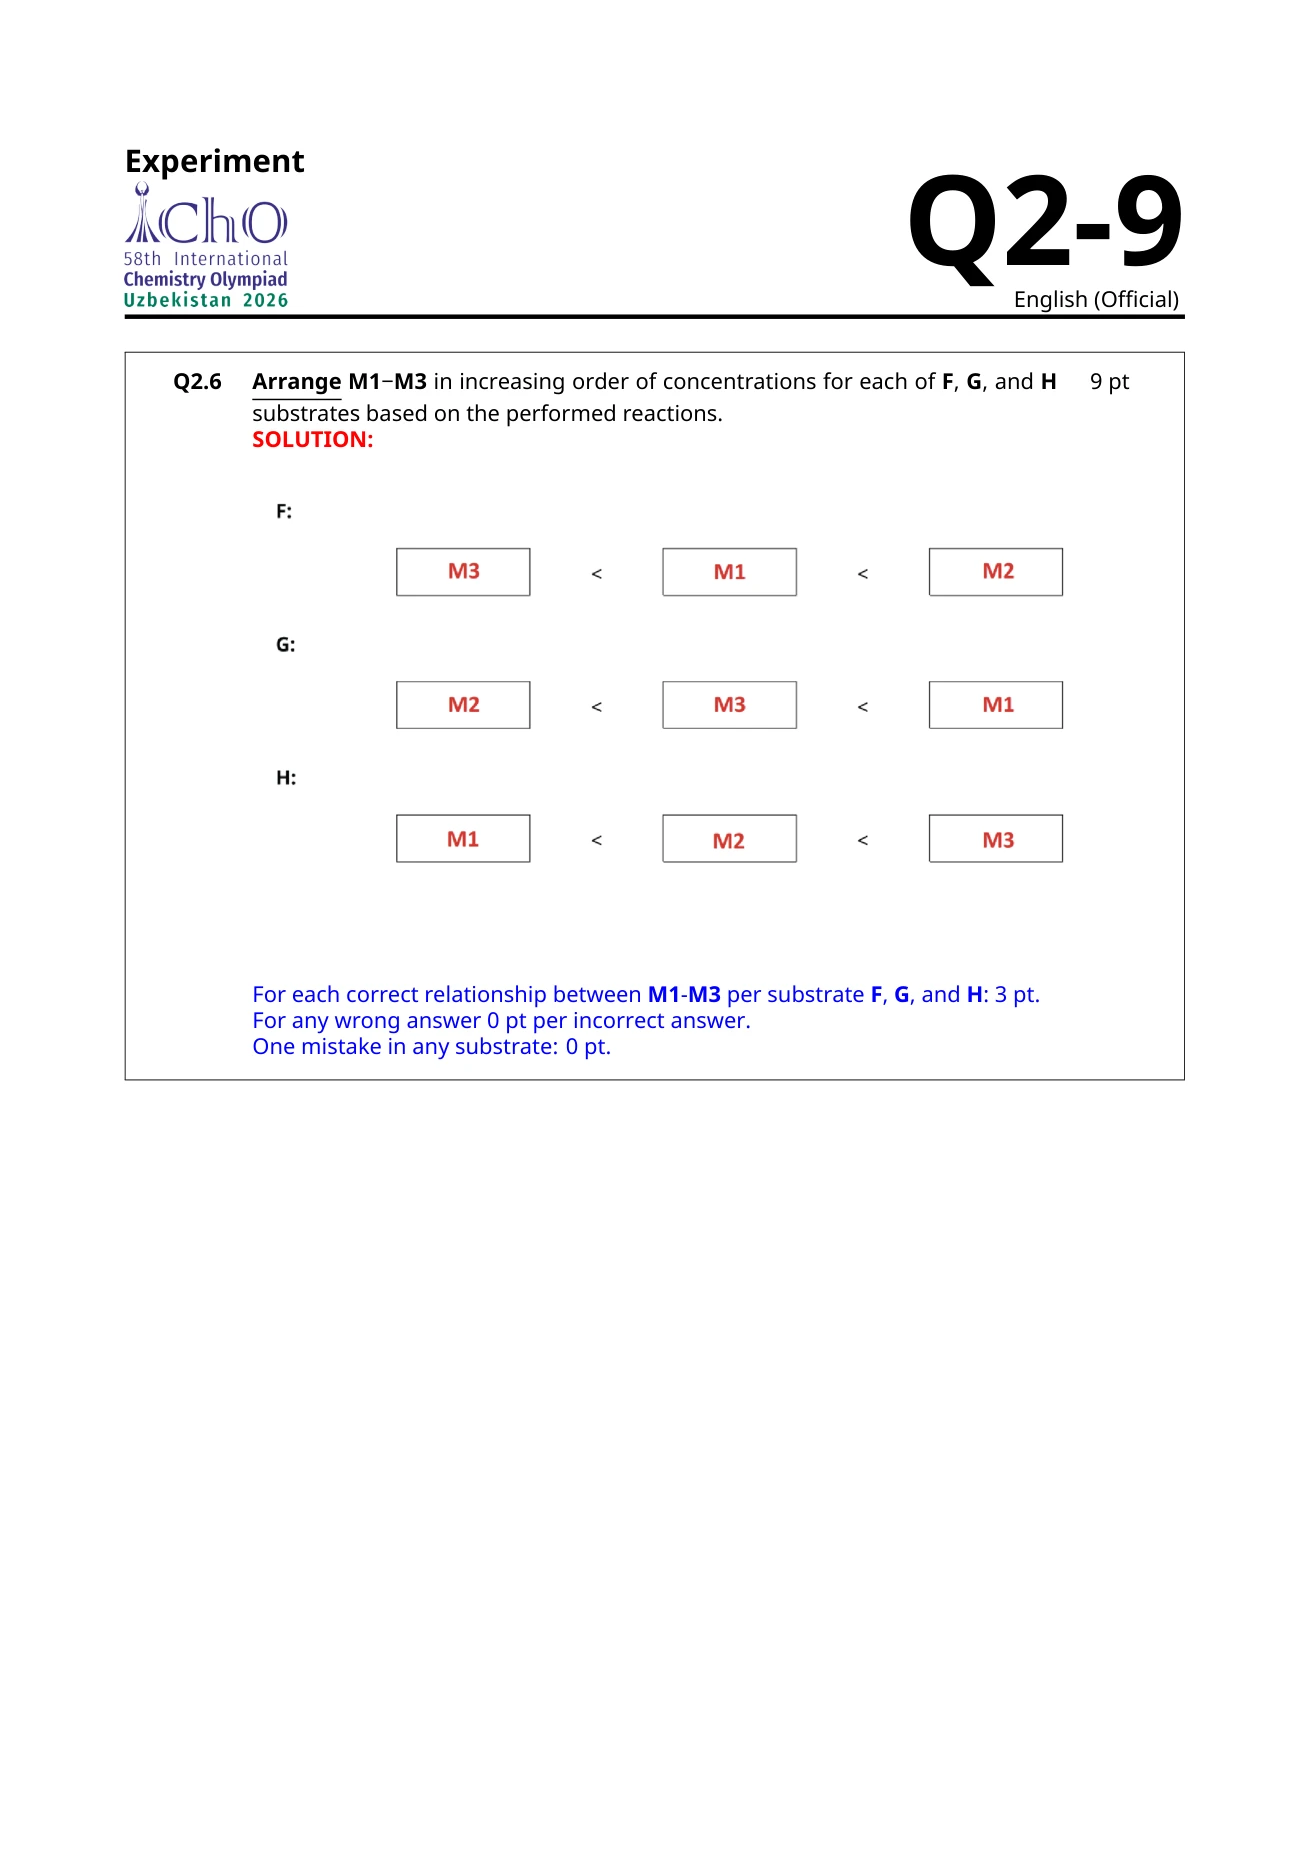 Experiment
IChO
58th International
Chemistry Olympiad
Uzbekistan 2026
Q2-9
English (Official)
Q2.6 Arrange M1−M3 in increasing order of concentrations for each of F, G, and H 9 pt
substrates based on the performed reactions.
SOLUTION:
F:
M3 < M1 < M2
G:
M2 < M3 < M1
H:
M1 < M2 < M3
For each correct relationship between M1-M3 per substrate F, G, and H: 3 pt.
For any wrong answer 0 pt per incorrect answer.
One mistake in any substrate: 0 pt.